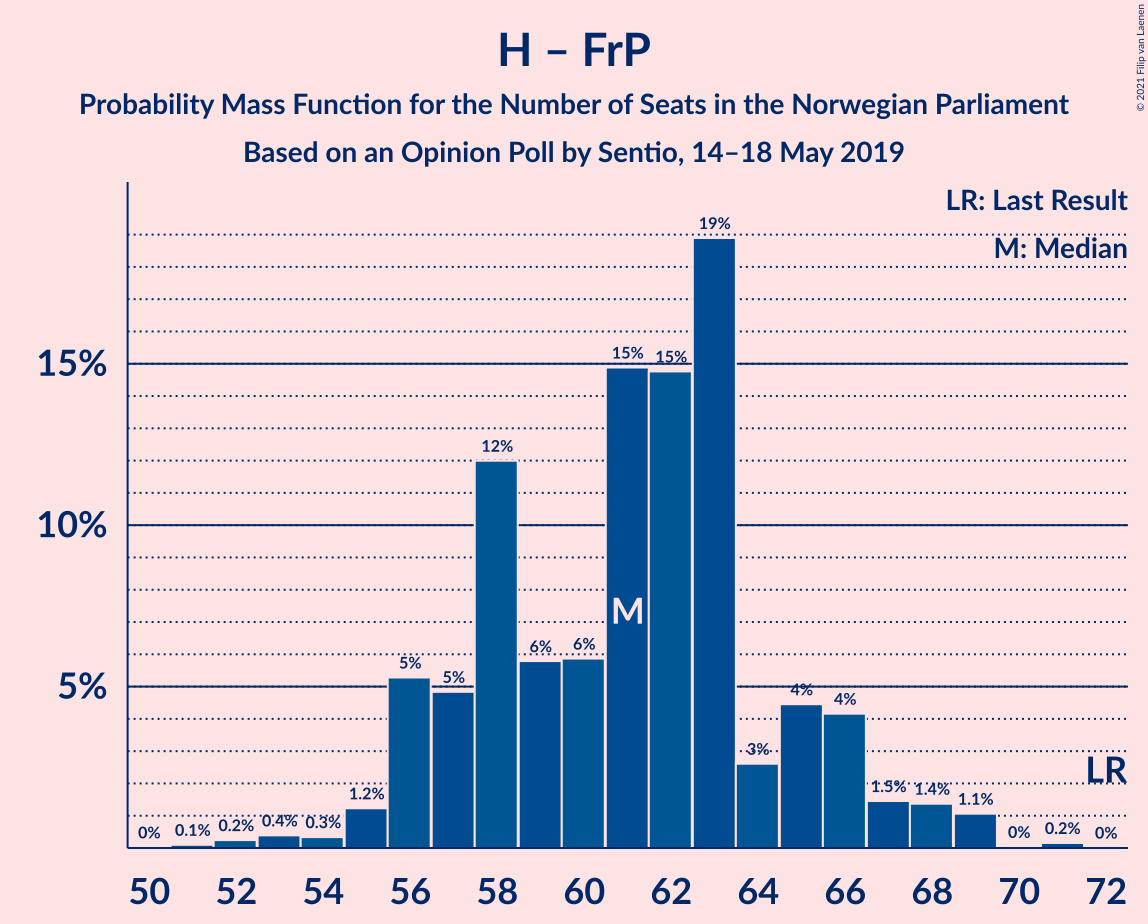 H – FrP
Probability Mass Function for the Number of Seats in the Norwegian Parliament
Based on an Opinion Poll by Sentio, 14–18 May 2019
© 2021 Filip van Laenen
LR: Last Result
M: Median
19%
15%
15%
15%
12%
10%
M
6%
6%
5%
5%
5%
4%
4%
3%
LR
1.2%
1.5%
1.4%
1.1%
0%
0.1%
0.2%
0.4%
0.3%
0%
0.2%
0%
50 52 54 56 58 60 62 64 66 68 70 72